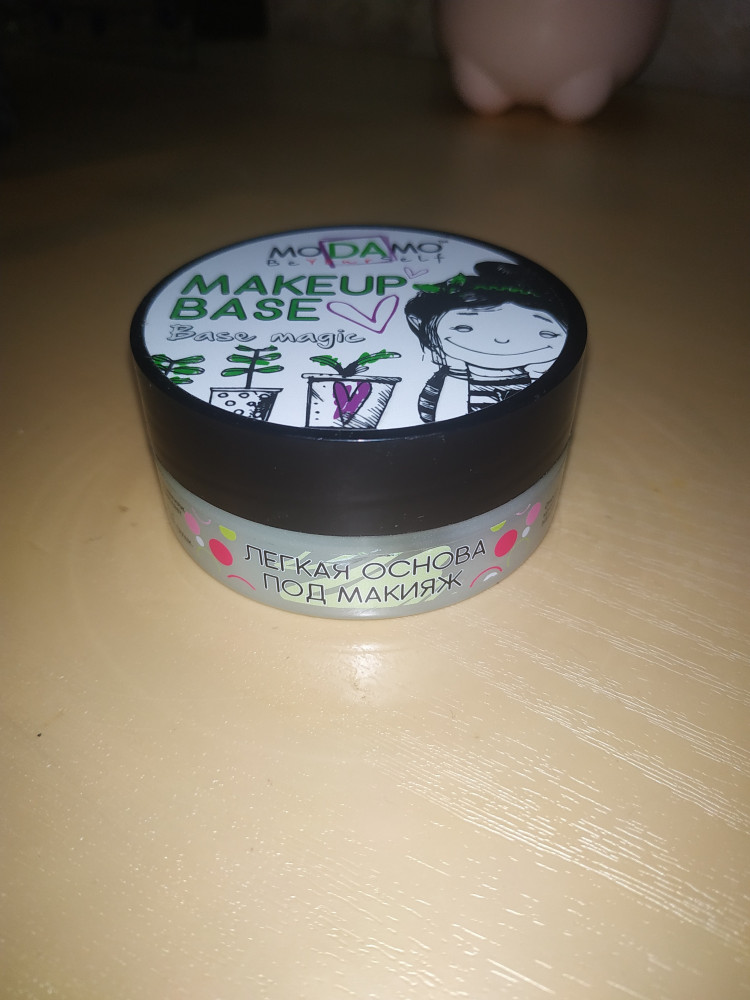 MODAMO
MAKEUP
BASE
Base magic
ЛЕГКАЯ ОСНОВА
ПОД МАКИЯЖ